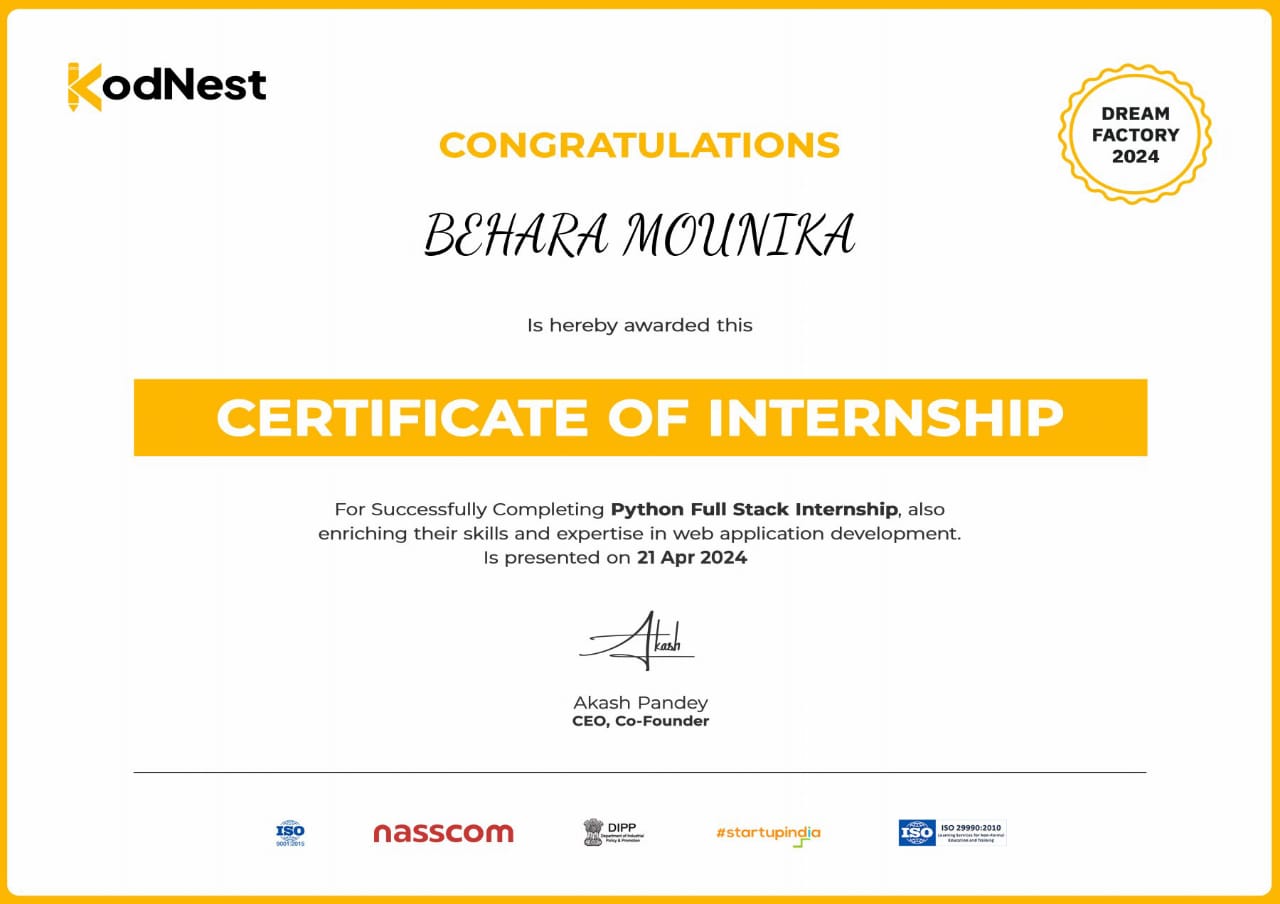 KodNest
DREAM
FACTORY
2024
CONGRATULATIONS
BEHARA MOUNIKA
Is hereby awarded this
CERTIFICATE OF INTERNSHIP
For Successfully Completing Python Full Stack Internship, also
enriching their skills and expertise in web application development.
Is presented on 21 Apr 2024
Akash
Akash Pandey
CEO, Co-Founder
ISO
9001:2015
nasscom
DIPP
Department of Industrial
Policy & Promotion
#startupindia
ISO
ISO 29990:2010
Learning Services for Non-Formal
Education and Training